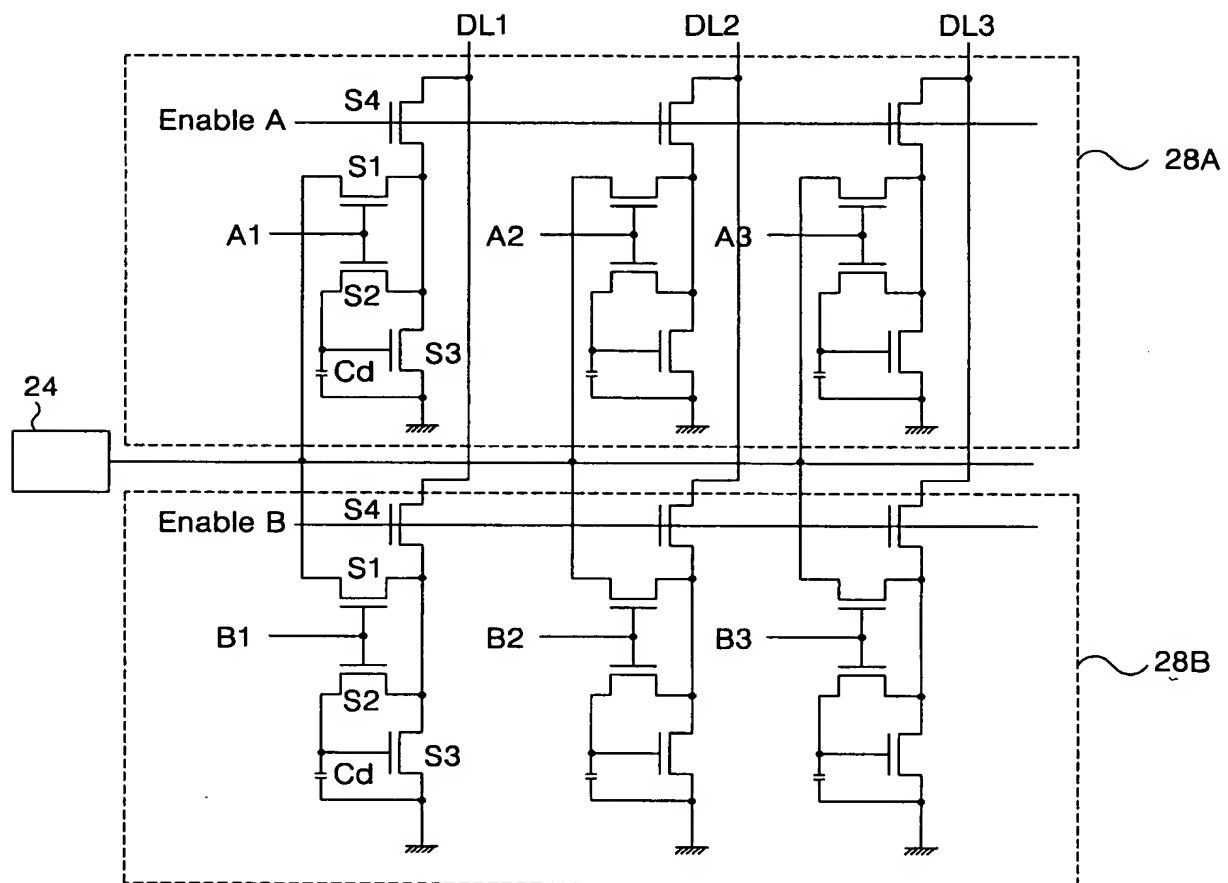 DL1 DL2 DL3
S4
Enable A
28A
S1
A1 A2 A3
S2
S3
Cd
24
S4
Enable B
S1
B1 B2 B3
28B
S2
S3
Cd